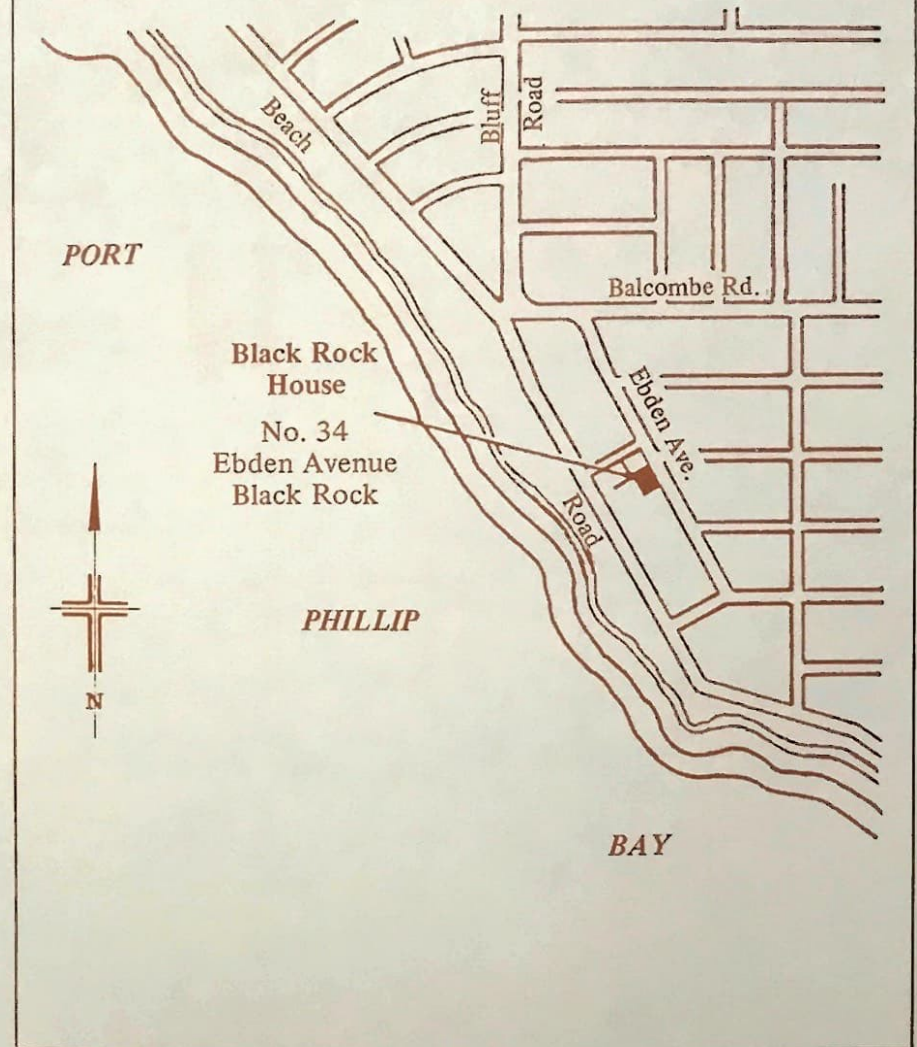 Beach
Bluff
Road
PORT
Balcombe Rd.
Black Rock
House
No. 34
Ebden Avenue
Black Rock
Ebden Ave.
Road
PHILLIP
N
BAY